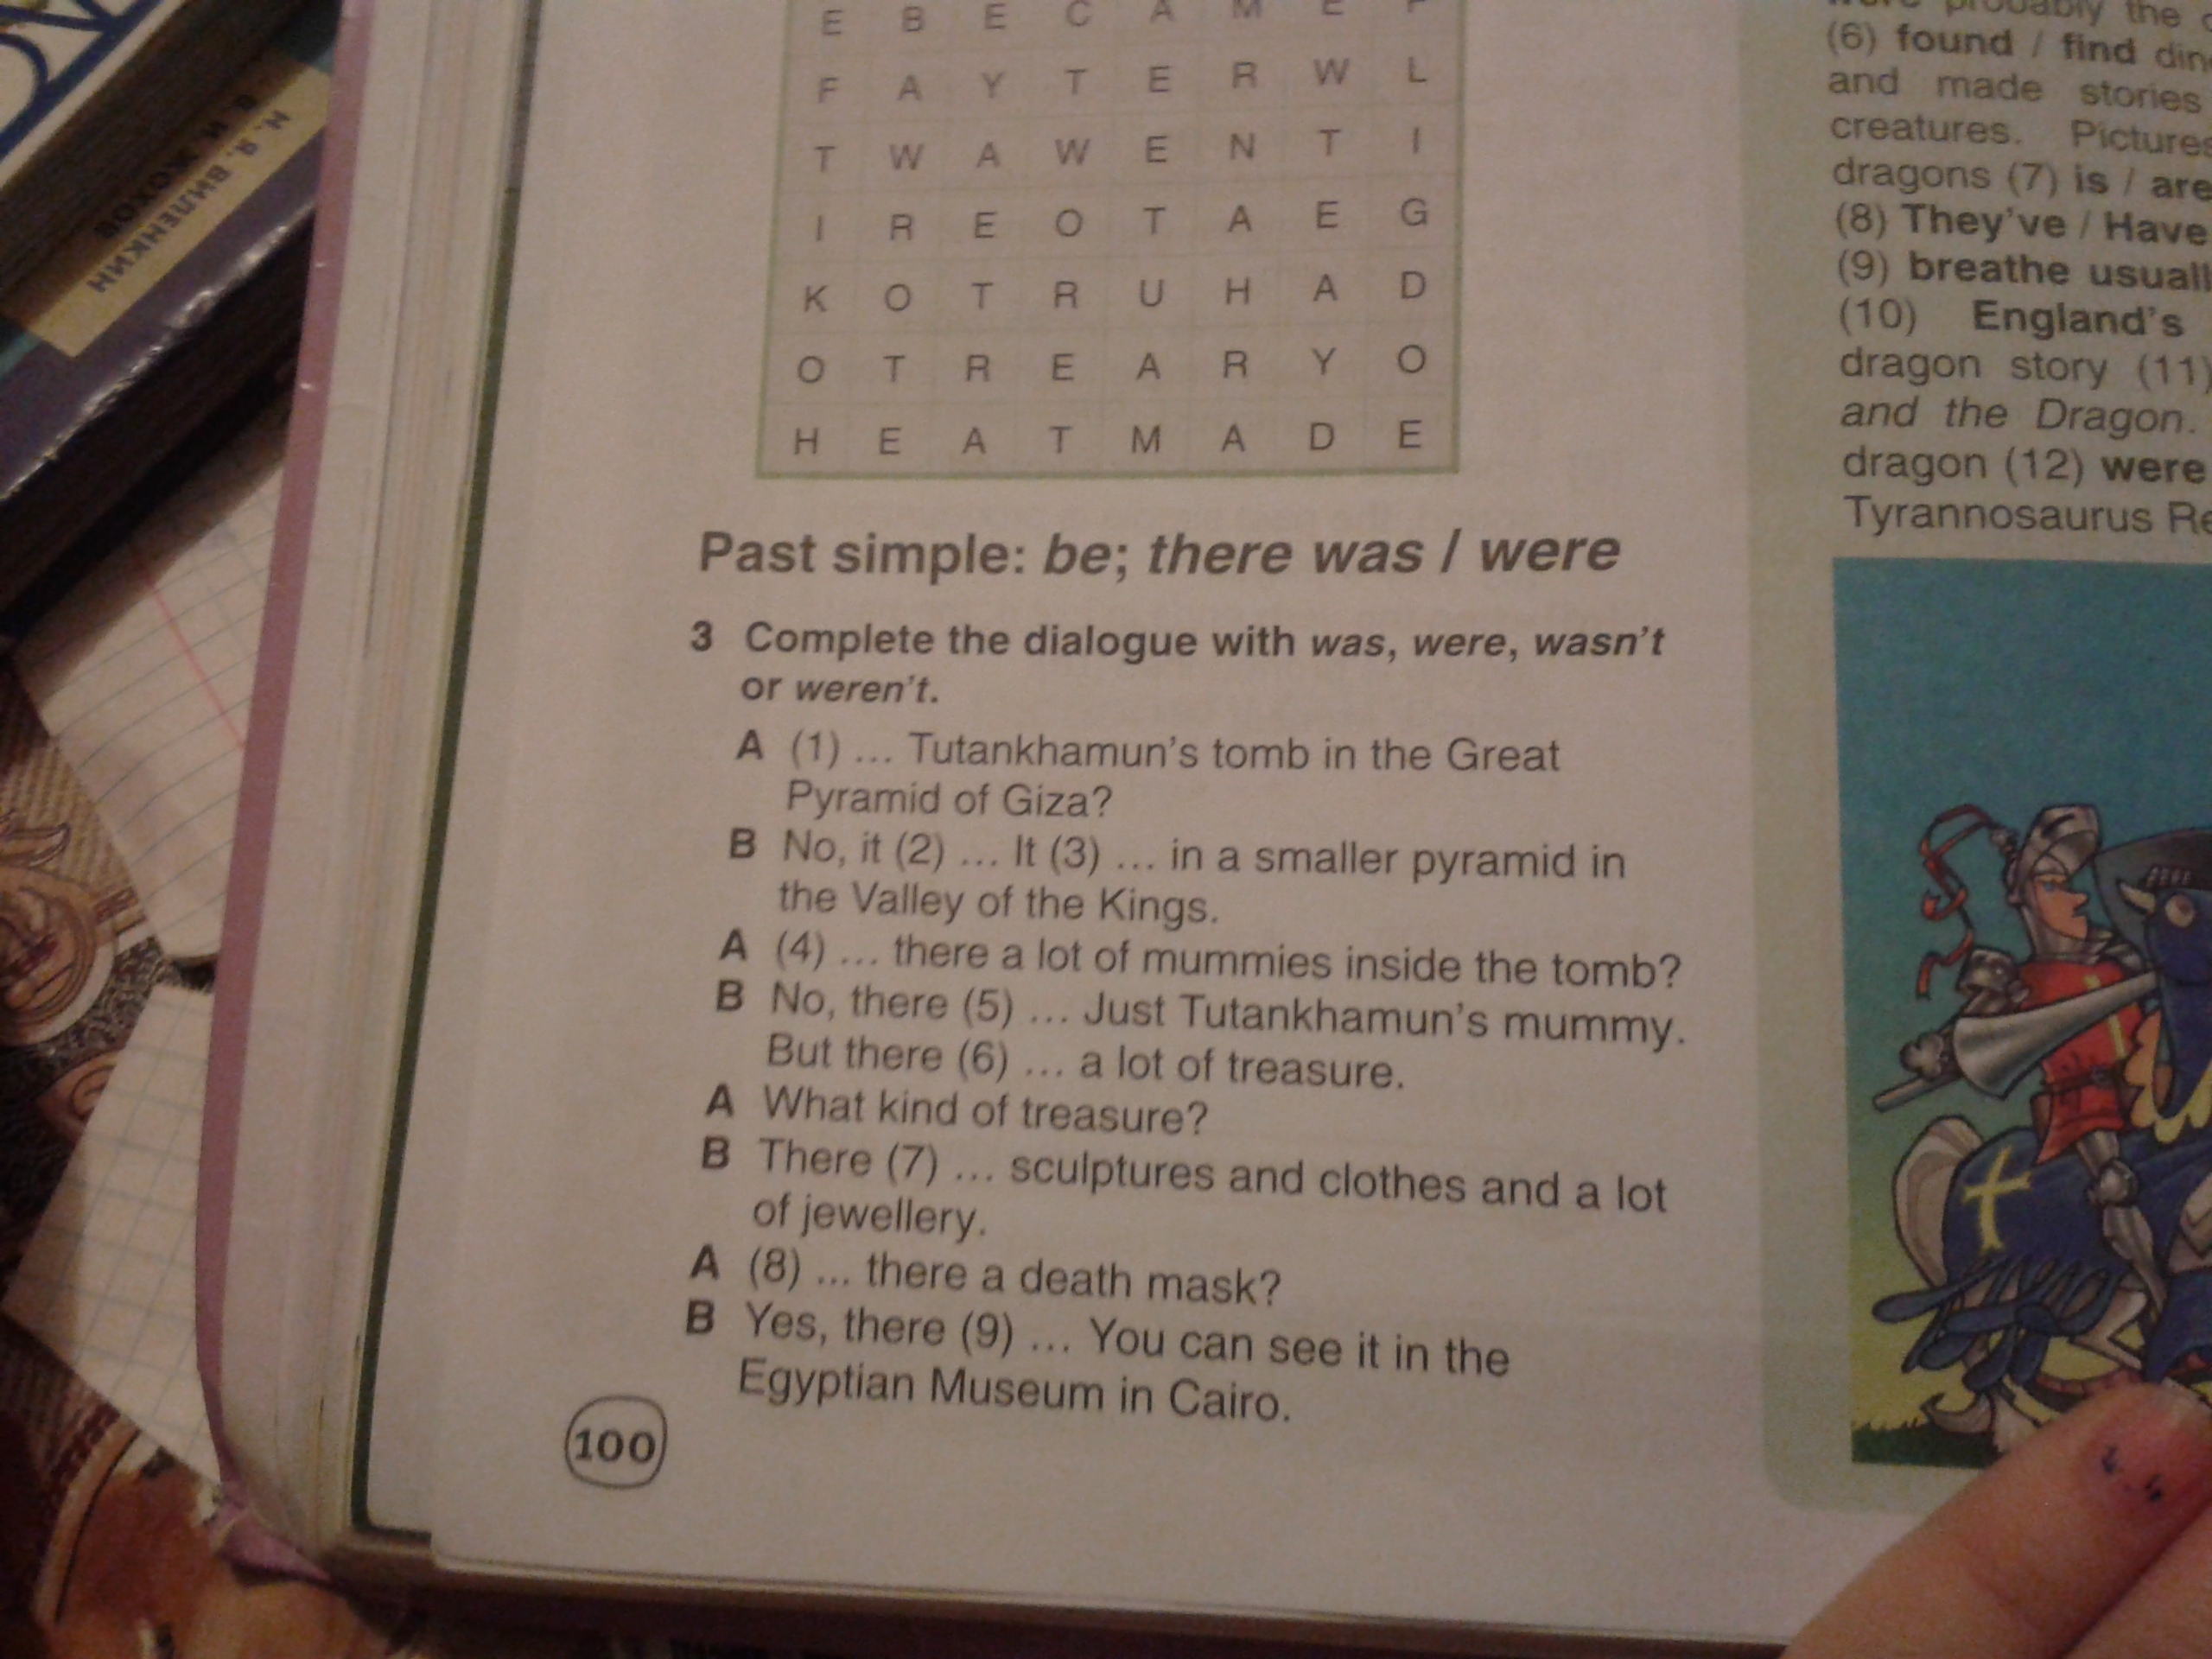 Н. Я. ВИЛЕНКИН
В. И. ЖОХОВ
E B E C A M E
F A Y T E R W L
T W A W E N T I
I R E O T A E G
K O T R U H A D
O T R E A R Y O
H E A T M A D E
Past simple: be; there was / were
3 Complete the dialogue with was, were, wasn't
or weren't.
A (1) ... Tutankhamun's tomb in the Great
Pyramid of Giza?
B No, it (2) ... It (3) ... in a smaller pyramid in
the Valley of the Kings.
A (4) ... there a lot of mummies inside the tomb?
B No, there (5) ... Just Tutankhamun's mummy.
But there (6) ... a lot of treasure.
A What kind of treasure?
B There (7) ... sculptures and clothes and a lot
of jewellery.
A (8) ... there a death mask?
B Yes, there (9) ... You can see it in the
Egyptian Museum in Cairo.
100
probably the
(6) found / find
and made stories
creatures. Pictures
dragons (7) is / are
(8) They've / Have
(9) breathe
(10) England's
dragon story (11)
and the Dragon.
dragon (12) were
Tyrannosaurus